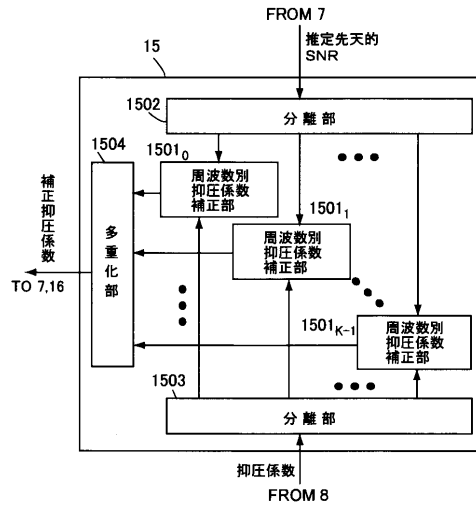 FROM 7
推定先天的
SNR
15
1502
分離部
1504
1501₀
周波数別
抑圧係数
補正部
1501₁
周波数別
抑圧係数
補正部
補正抑圧係数
多重化部
TO 7,16
1501K-1
周波数別
抑圧係数
補正部
1503
分離部
抑圧係数
FROM 8